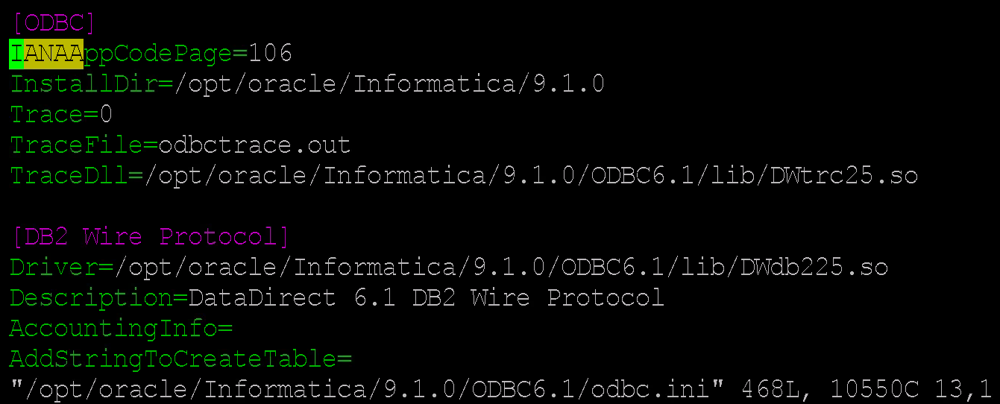 [ODBC]
IANAAppCodePage=106
InstallDir=/opt/oracle/Informatica/9.1.0
Trace=0
TraceFile=odbctrace.out
TraceDll=/opt/oracle/Informatica/9.1.0/ODBC6.1/lib/DWtrc25.so
[DB2 Wire Protocol]
Driver=/opt/oracle/Informatica/9.1.0/ODBC6.1/lib/DWdb225.so
Description=DataDirect 6.1 DB2 Wire Protocol
AccountingInfo=
AddStringToCreateTable=
"/opt/oracle/Informatica/9.1.0/ODBC6.1/odbc.ini" 468L, 10550C 13,1